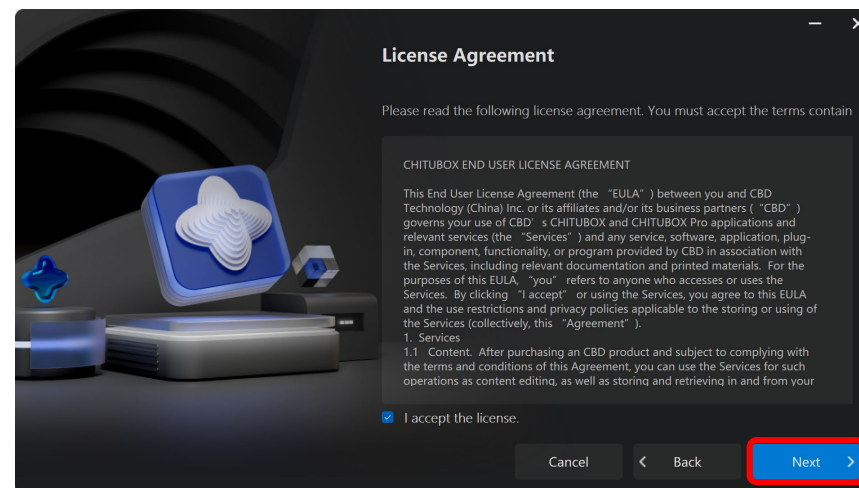 License Agreement
Please read the following license agreement. You must accept the terms contain
CHITUBOX END USER LICENSE AGREEMENT
This End User License Agreement (the “EULA” ) between you and CBD
Technology (China) Inc. or its affiliates and/or its business partners ( “CBD” )
governs your use of CBD’ s CHITUBOX and CHITUBOX Pro applications and
relevant services (the “Services” ) and any service, software, application, plug-
in, component, functionality, or program provided by CBD in association with
the Services, including relevant documentation and printed materials. For the
purposes of this EULA, “you” refers to anyone who accesses or uses the
Services. By clicking “I accept” or using the Services, you agree to this EULA
and the use restrictions and privacy policies applicable to the storing or using of
the Services (collectively, this “Agreement” ).
1. Services
1.1 Content. After purchasing an CBD product and subject to complying with
the terms and conditions of this Agreement, you can use the Services for such
operations as content editing, as well as storing and retrieving in and from your
I accept the license.
Cancel
Back
Next